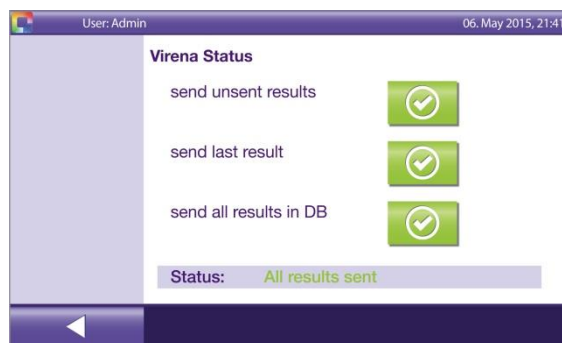 User: Admin 06. May 2015, 21:41
Virena Status
send unsent results
send last result
send all results in DB
Status: All results sent